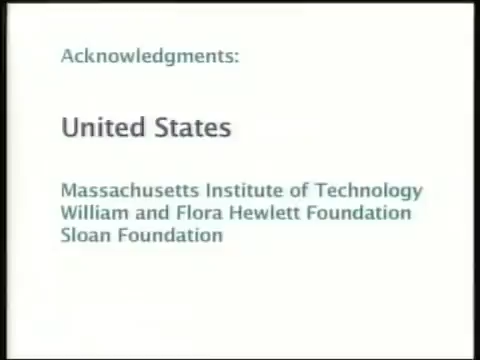 Acknowledgments:
United States
Massachusetts Institute of Technology
William and Flora Hewlett Foundation
Sloan Foundation